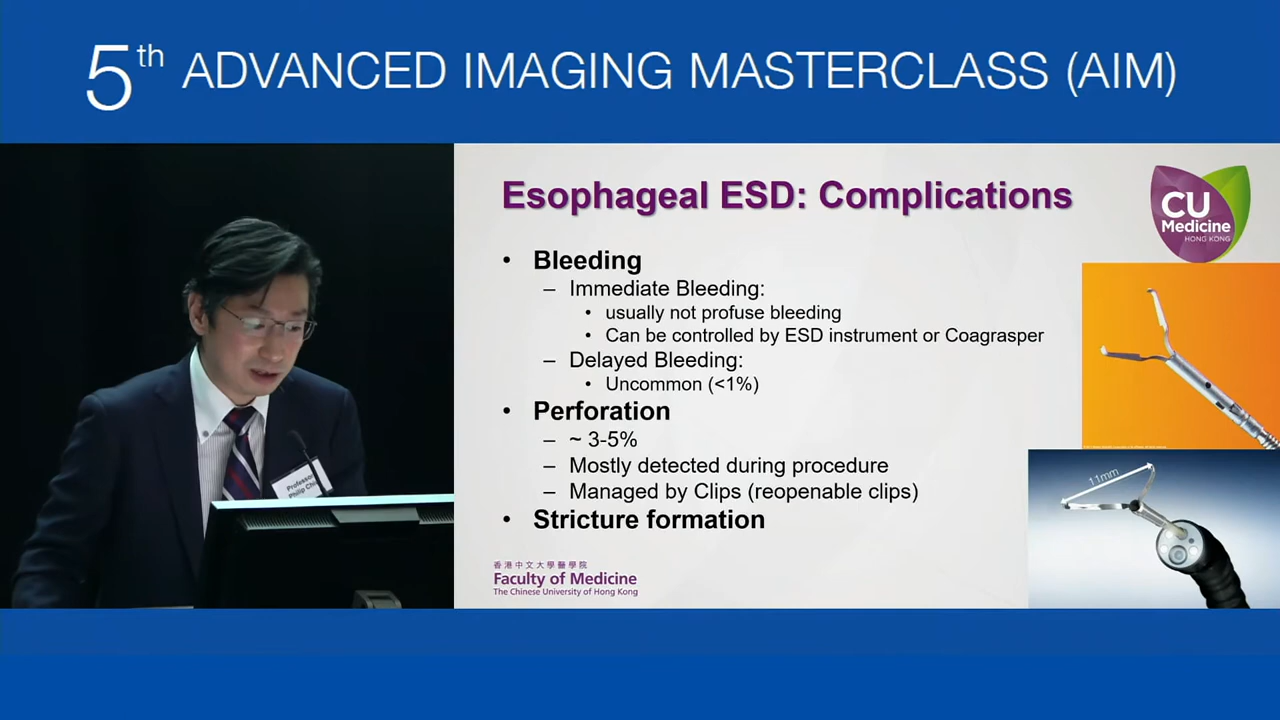 5th ADVANCED IMAGING MASTERCLASS (AIM)
Esophageal ESD: Complications
CU
Medicine
HONG KONG
• Bleeding
– Immediate Bleeding:
• usually not profuse bleeding
• Can be controlled by ESD instrument or Coagrasper
– Delayed Bleeding:
• Uncommon (<1%)
• Perforation
– ~ 3-5%
– Mostly detected during procedure
– Managed by Clips (reopenable clips)
• Stricture formation
11mm
Professor
Philip
香港中文大學醫學院
Faculty of Medicine
The Chinese University of Hong Kong